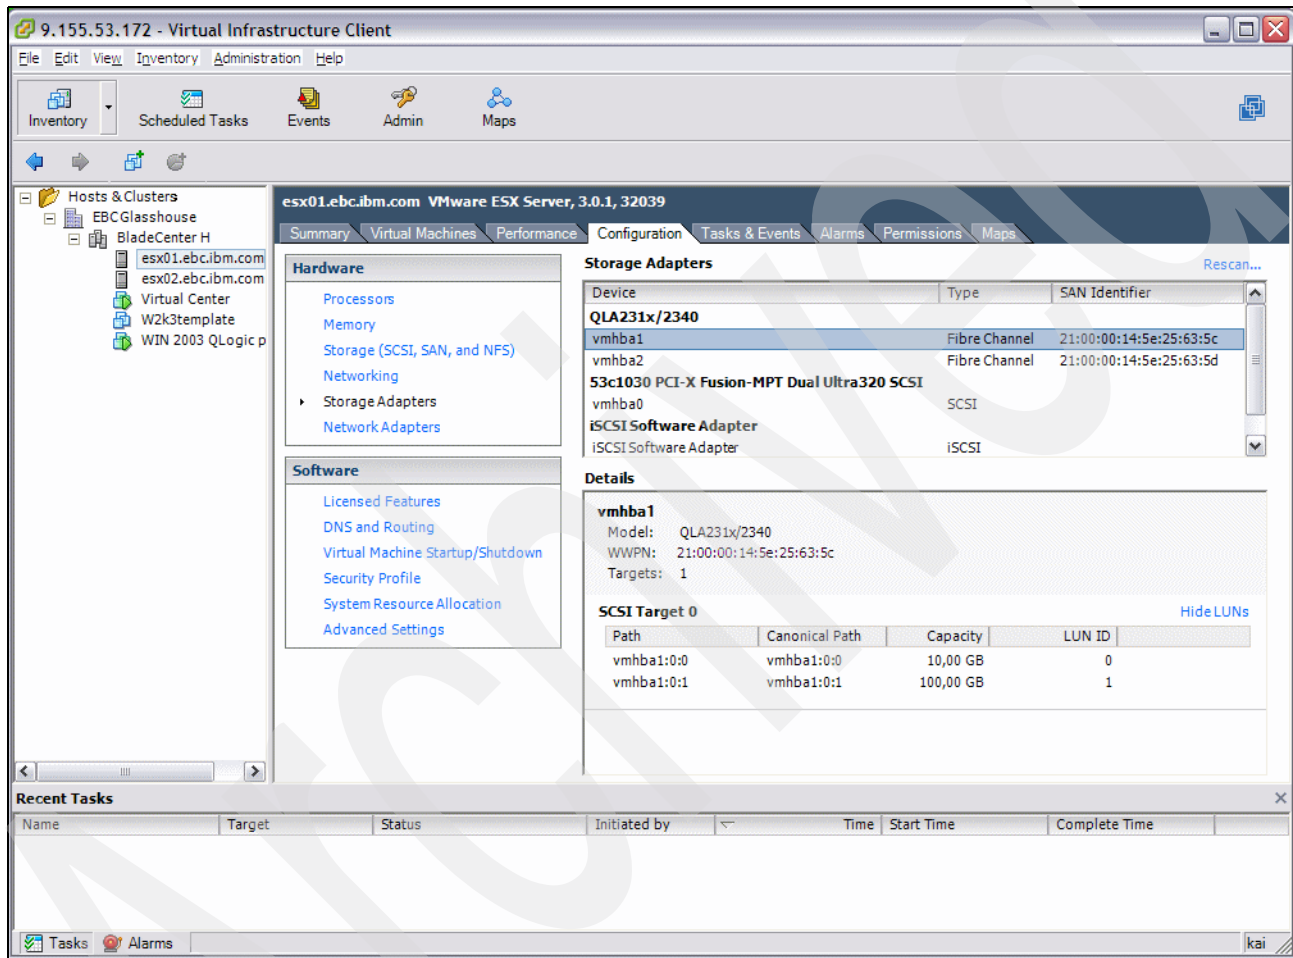 9.155.53.172 - Virtual Infrastructure Client
File Edit View Inventory Administration Help
Inventory Scheduled Tasks Events Admin Maps
Hosts & Clusters
EBC Glasshouse
BladeCenter H
esx01.ebc.ibm.com
esx02.ebc.ibm.com
Virtual Center
W2k3template
WIN 2003 QLogic p
esx01.ebc.ibm.com VMware ESX Server, 3.0.1, 32039
Summary Virtual Machines Performance Configuration Tasks & Events Alarms Permissions Maps
Hardware
Processors
Memory
Storage (SCSI, SAN, and NFS)
Networking
Storage Adapters
Network Adapters
Software
Licensed Features
DNS and Routing
Virtual Machine Startup/Shutdown
Security Profile
System Resource Allocation
Advanced Settings
Storage Adapters Rescan...
Device Type SAN Identifier
QLA231x/2340
vmhba1 Fibre Channel 21:00:00:14:5e:25:63:5c
vmhba2 Fibre Channel 21:00:00:14:5e:25:63:5d
53c1030 PCI-X Fusion-MPT Dual Ultra320 SCSI
vmhba0 SCSI
iSCSI Software Adapter
iSCSI Software Adapter iSCSI
Details
vmhba1
Model: QLA231x/2340
WWPN: 21:00:00:14:5e:25:63:5c
Targets: 1
SCSI Target 0 Hide LUNs
Path Canonical Path Capacity LUN ID
vmhba1:0:0 vmhba1:0:0 10,00 GB 0
vmhba1:0:1 vmhba1:0:1 100,00 GB 1
Recent Tasks
Name Target Status Initiated by Time Start Time Complete Time
Tasks Alarms kai
Archived